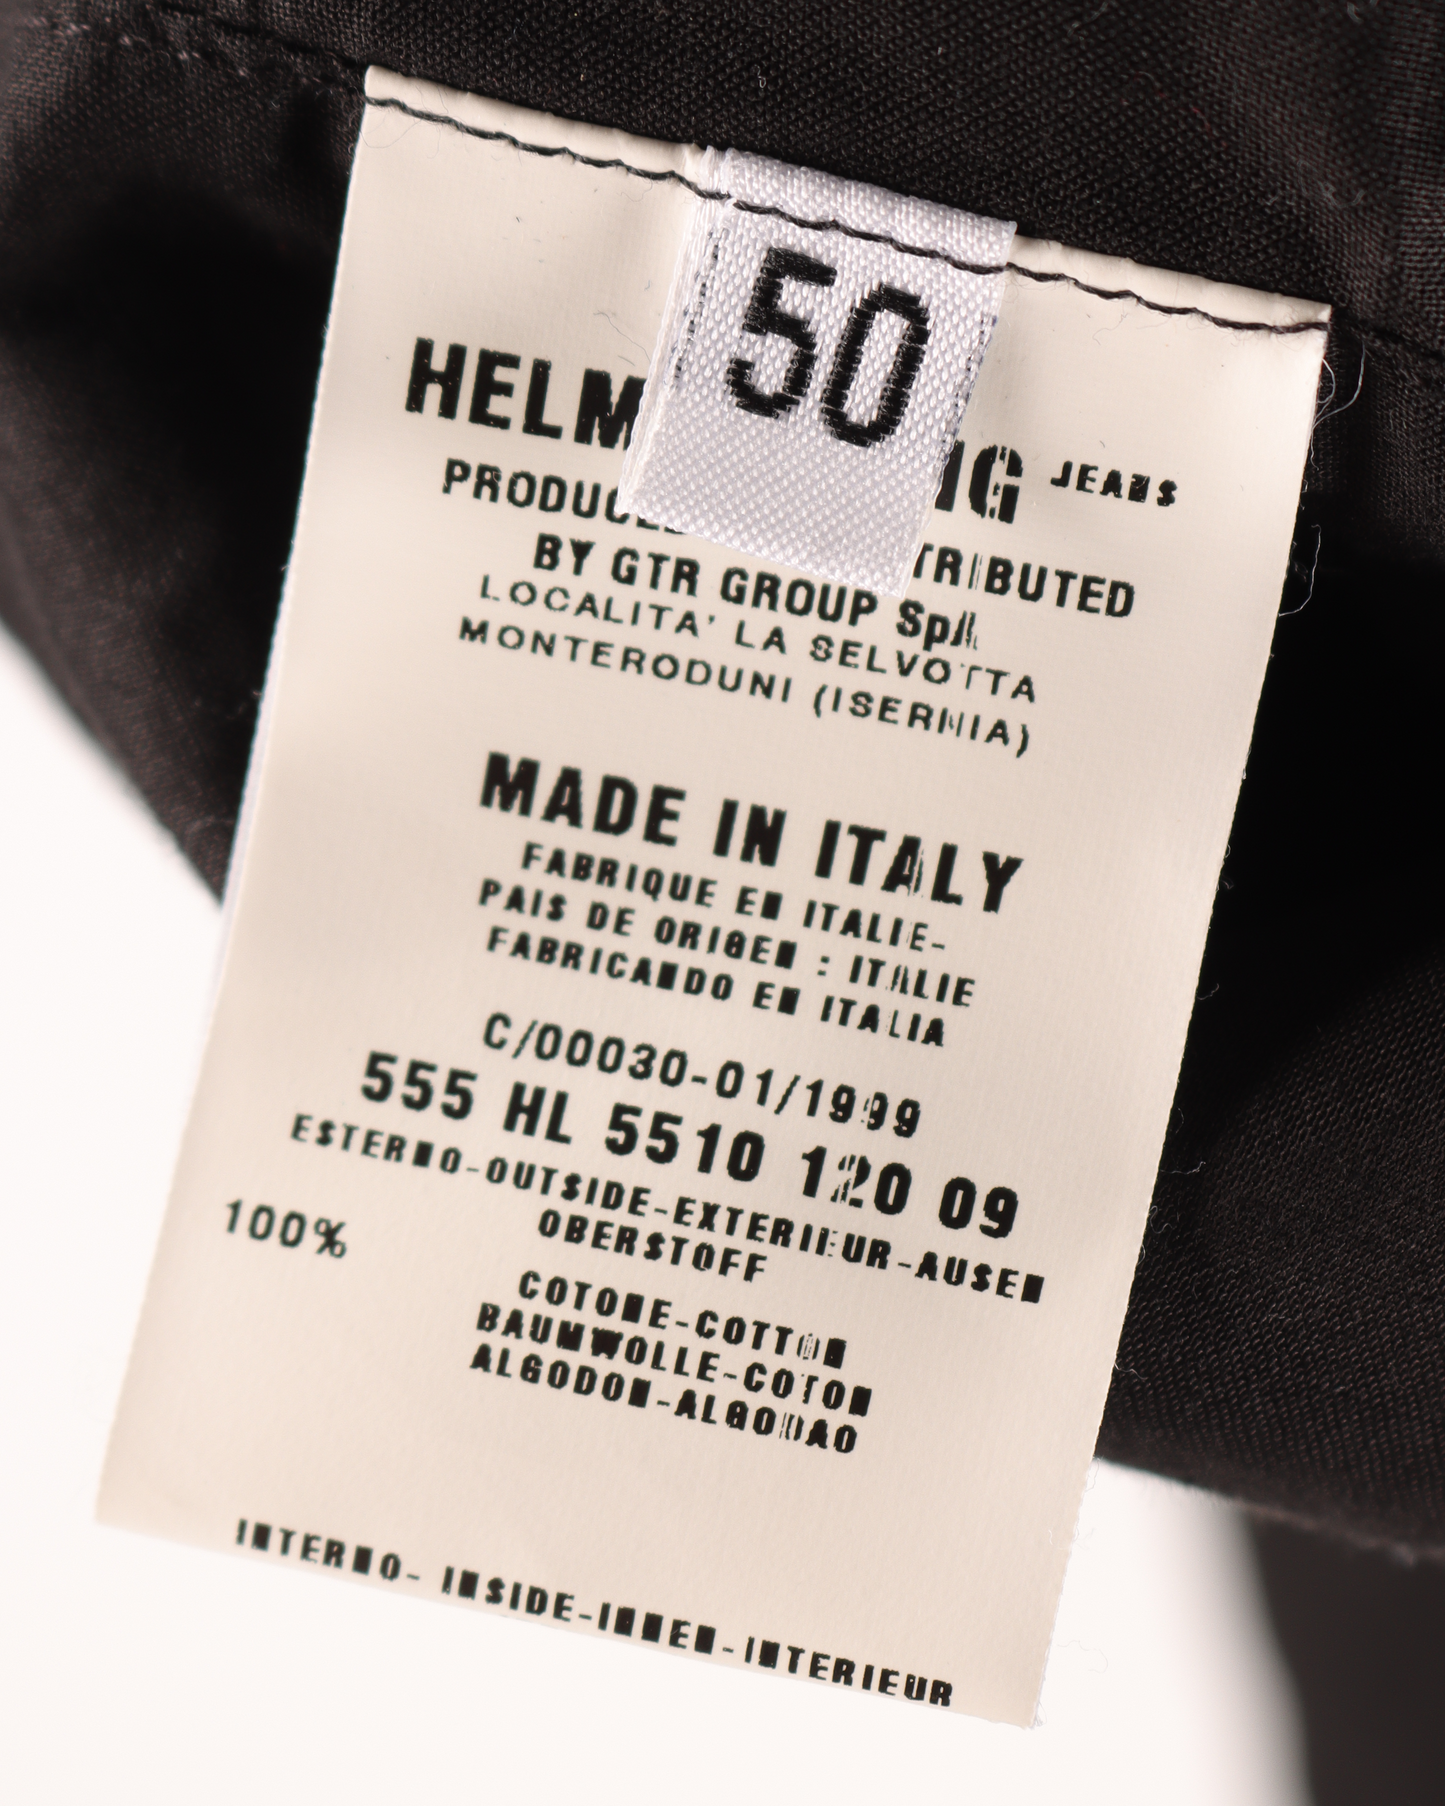 50
HELM NG JEANS
PRODUCE TRIBUTED
BY GTR GROUP SpA
LOCALITA' LA SELVOTTA
MONTERODUNI (ISERNIA)
MADE IN ITALY
FABRIQUE EN ITALIE-
PAIS DE ORIGEN : ITALIE
FABRICANDO EN ITALIA
C/00030-01/1999
555 HL 5510 120 09
ESTERNO-OUTSIDE-EXTERIEUR-AUSEN
OBERSTOFF
100%
COTONE-COTTON
BAUMWOLLE-COTON
ALGODON-ALGODAO
INTERNO- INSIDE-INNEN-INTERIEUR